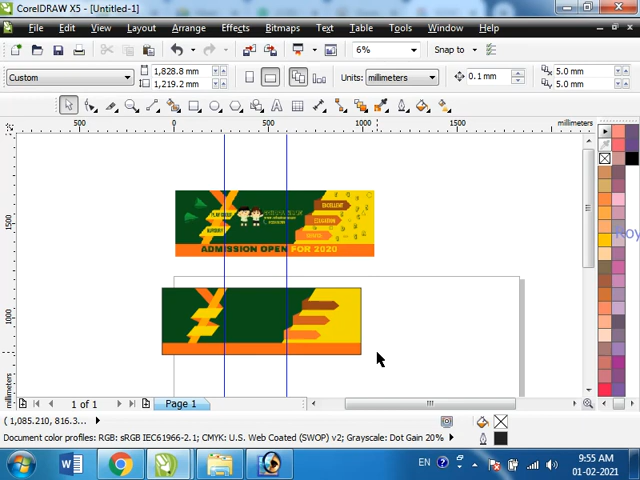 CorelDRAW X5 - [Untitled-1]
File Edit View Layout Arrange Effects Bitmaps Text Table Tools Window Help
6% Snap to
Custom 1,828.8 mm 1,219.2 mm Units: millimeters 0.1 mm 5.0 mm 5.0 mm
500 0 500 1000 1500 millimeters
1500
1000
millimeters
EXCELLENT
PLAY GROUP
EDUCATION
NURSERY
ADMISSION OPEN FOR 2020
Roy
1 of 1 Page 1
(1,085.210, 816.3...
Document color profiles: RGB: sRGB IEC61966-2.1; CMYK: U.S. Web Coated (SWOP) v2; Grayscale: Dot Gain 20%
EN 9:55 AM
01-02-2021